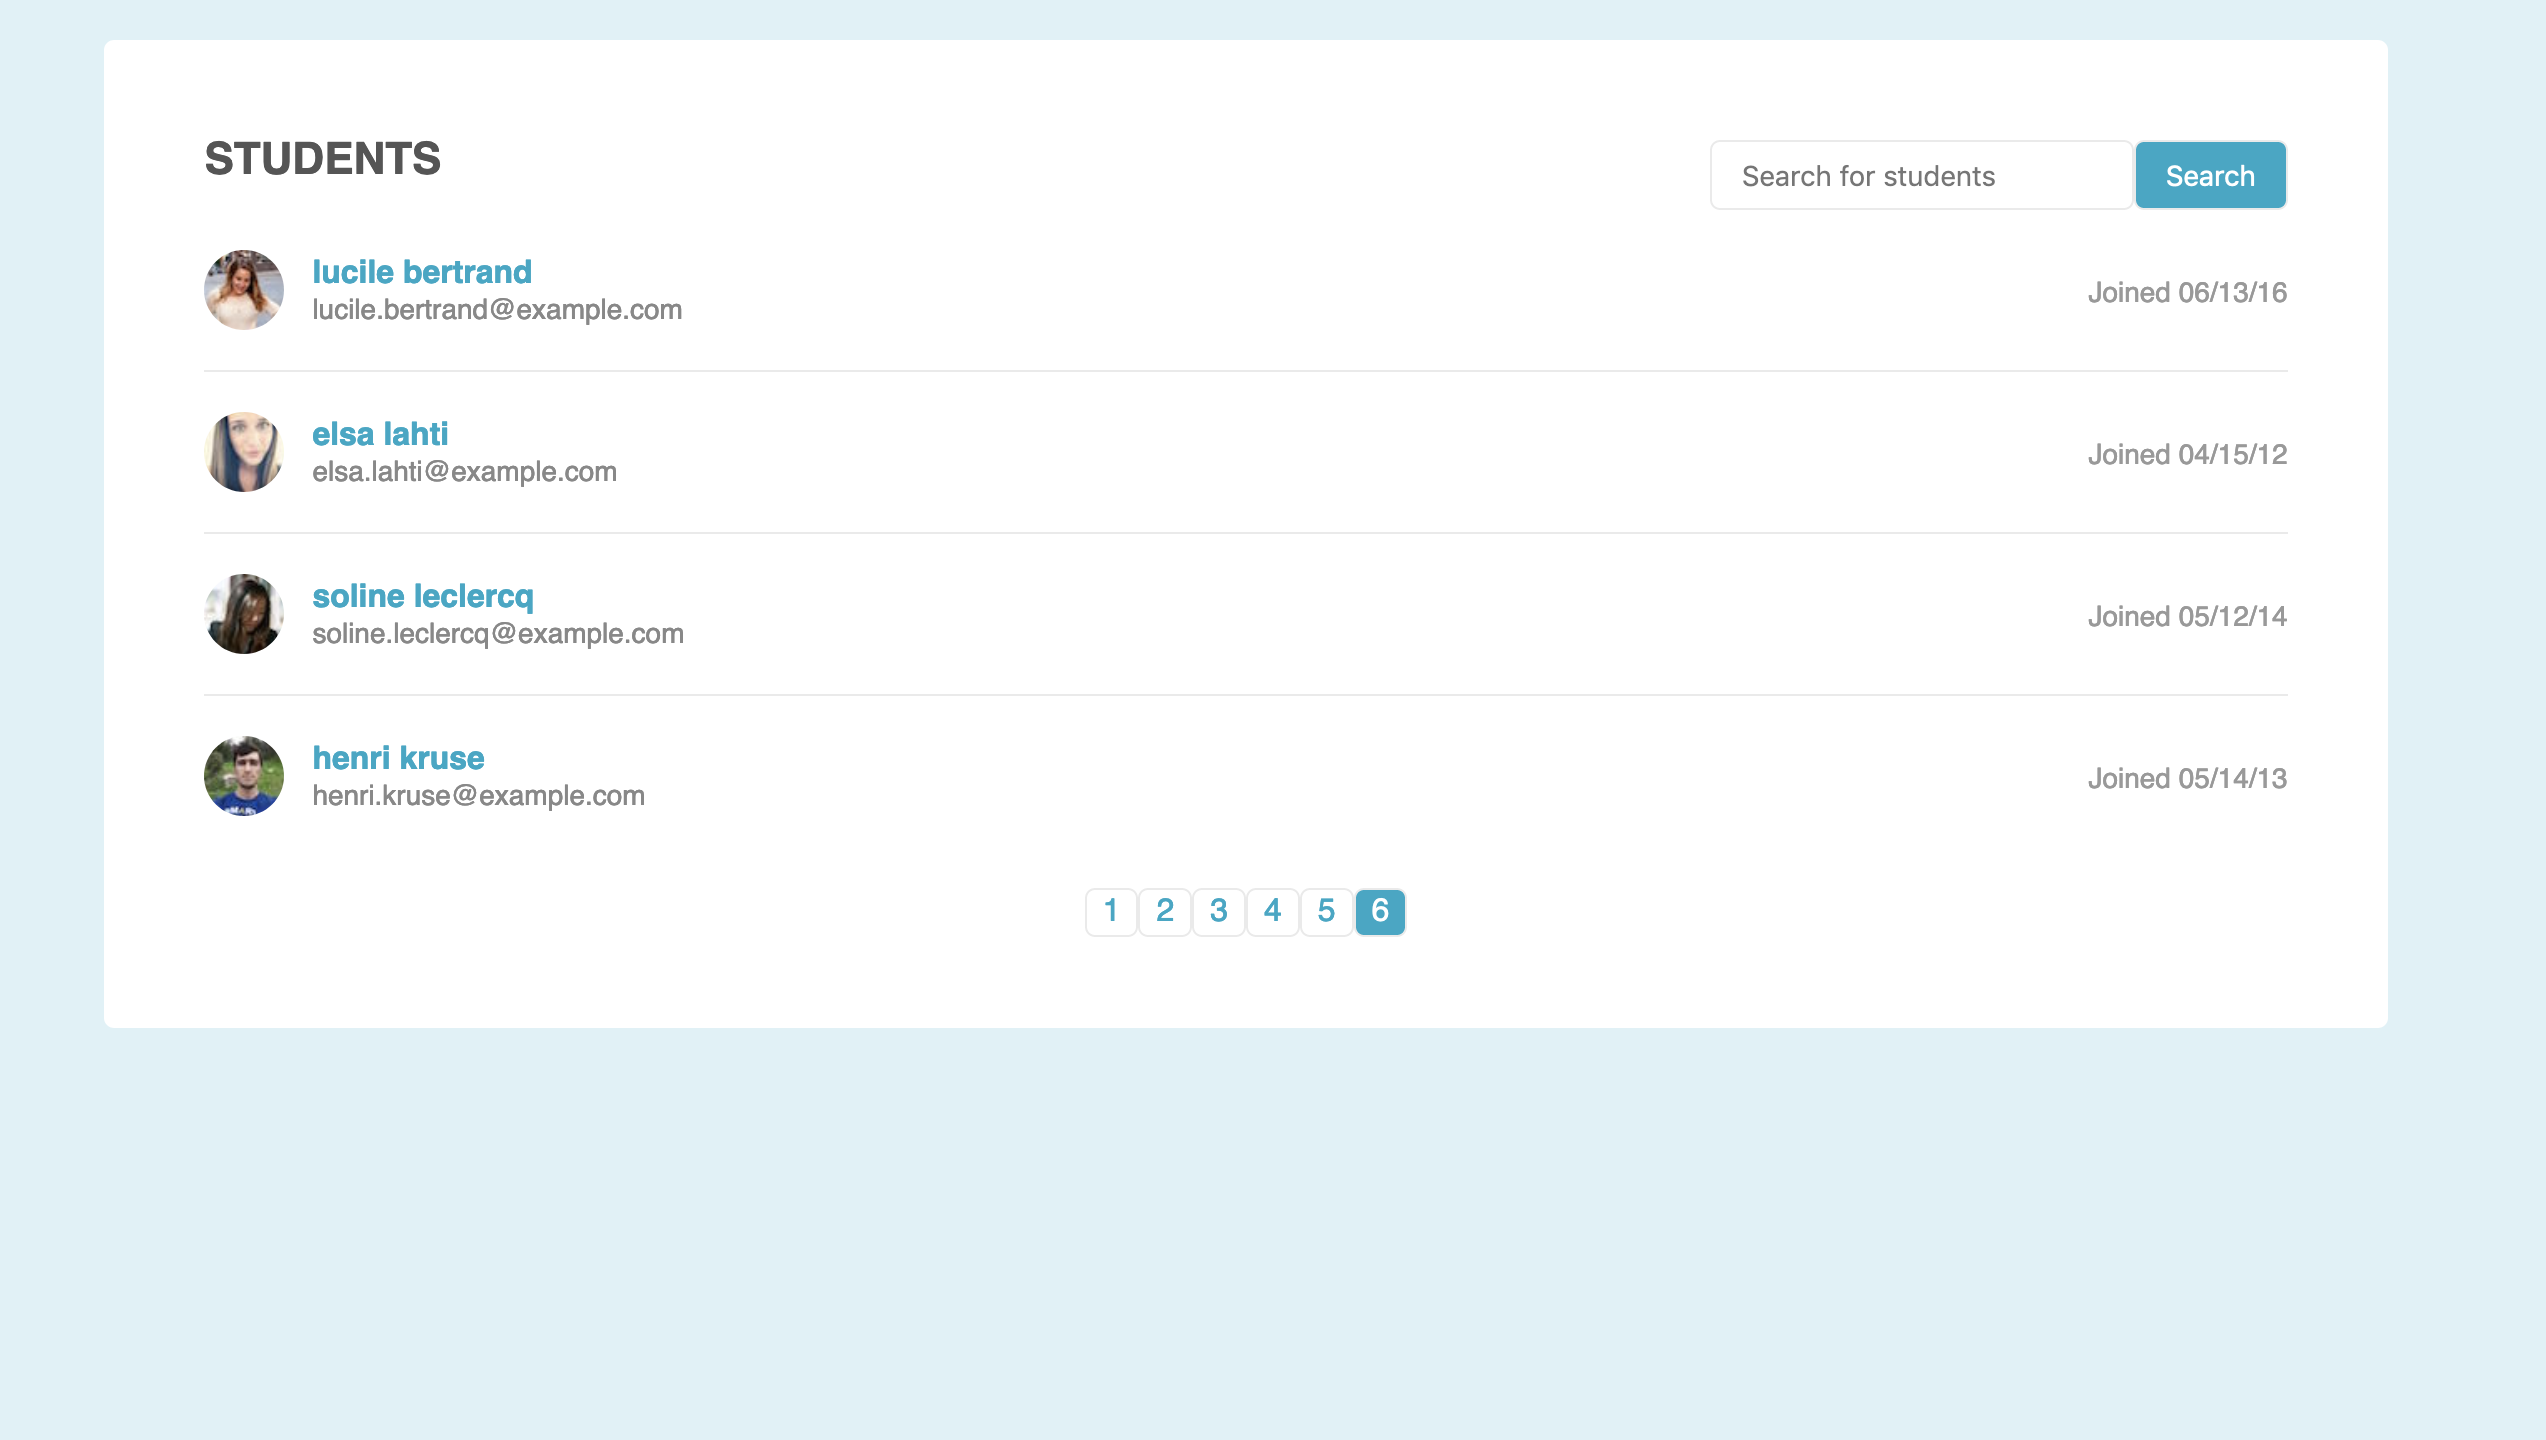 STUDENTS
Search for students
Search
lucile bertrand
lucile.bertrand@example.com
Joined 06/13/16
elsa lahti
elsa.lahti@example.com
Joined 04/15/12
soline leclercq
soline.leclercq@example.com
Joined 05/12/14
henri kruse
henri.kruse@example.com
Joined 05/14/13
1 2 3 4 5 6